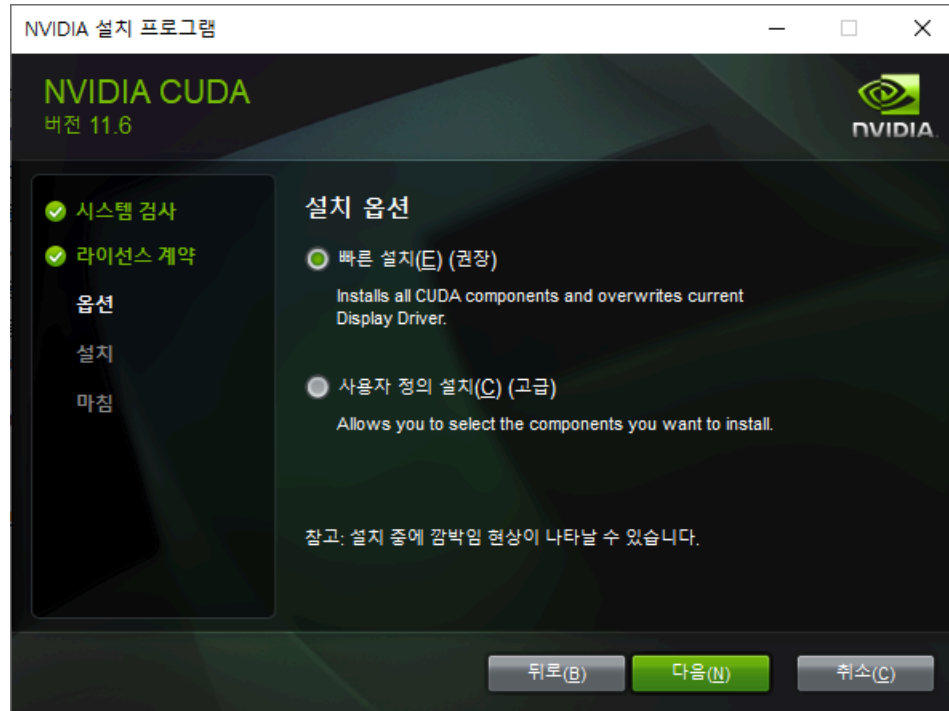 NVIDIA 설치 프로그램
NVIDIA CUDA
버전 11.6
NVIDIA.
시스템 검사
라이선스 계약
옵션
설치
마침
설치 옵션
빠른 설치(E) (권장)
Installs all CUDA components and overwrites current
Display Driver.
사용자 정의 설치(C) (고급)
Allows you to select the components you want to install.
참고: 설치 중에 깜박임 현상이 나타날 수 있습니다.
뒤로(B)
다음(N)
취소(C)